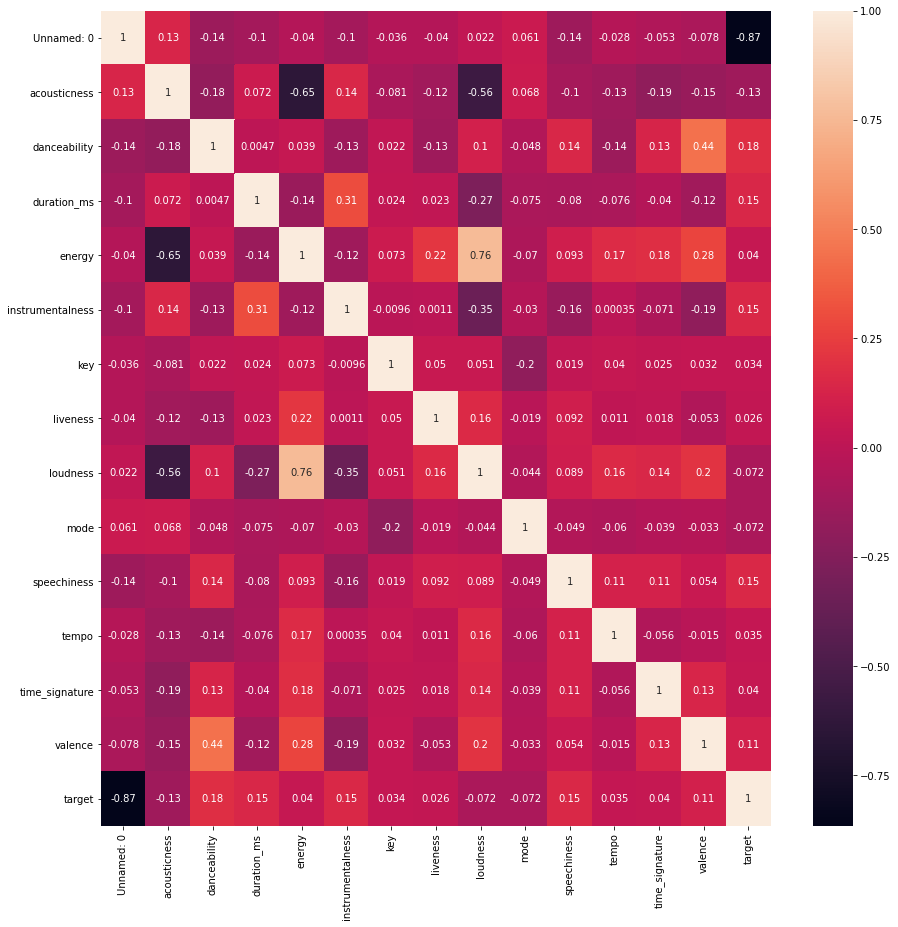 Unnamed: 0 1 0.13 -0.14 -0.1 -0.04 -0.1 -0.036 -0.04 0.022 0.061 -0.14 -0.028 -0.053 -0.078 -0.87
acousticness 0.13 1 -0.18 0.072 -0.65 0.14 -0.081 -0.12 -0.56 0.068 -0.1 -0.13 -0.19 -0.15 -0.13
danceability -0.14 -0.18 1 0.0047 0.039 -0.13 0.022 -0.13 0.1 -0.048 0.14 -0.14 0.13 0.44 0.18
duration_ms -0.1 0.072 0.0047 1 -0.14 0.31 0.024 0.023 -0.27 -0.075 -0.08 -0.076 -0.04 -0.12 0.15
energy -0.04 -0.65 0.039 -0.14 1 -0.12 0.073 0.22 0.76 -0.07 0.093 0.17 0.18 0.28 0.04
instrumentalness -0.1 0.14 -0.13 0.31 -0.12 1 -0.0096 0.0011 -0.35 -0.03 -0.16 0.00035 -0.071 -0.19 0.15
key -0.036 -0.081 0.022 0.024 0.073 -0.0096 1 0.05 0.051 -0.2 0.019 0.04 0.025 0.032 0.034
liveness -0.04 -0.12 -0.13 0.023 0.22 0.0011 0.05 1 0.16 -0.019 0.092 0.011 0.018 -0.053 0.026
loudness 0.022 -0.56 0.1 -0.27 0.76 -0.35 0.051 0.16 1 -0.044 0.089 0.16 0.14 0.2 -0.072
mode 0.061 0.068 -0.048 -0.075 -0.07 -0.03 -0.2 -0.019 -0.044 1 -0.049 -0.06 -0.039 -0.033 -0.072
speechiness -0.14 -0.1 0.14 -0.08 0.093 -0.16 0.019 0.092 0.089 -0.049 1 0.11 0.11 0.054 0.15
tempo -0.028 -0.13 -0.14 -0.076 0.17 0.00035 0.04 0.011 0.16 -0.06 0.11 1 -0.056 -0.015 0.035
time_signature -0.053 -0.19 0.13 -0.04 0.18 -0.071 0.025 0.018 0.14 -0.039 0.11 -0.056 1 0.13 0.04
valence -0.078 -0.15 0.44 -0.12 0.28 -0.19 0.032 -0.053 0.2 -0.033 0.054 -0.015 0.13 1 0.11
target -0.87 -0.13 0.18 0.15 0.04 0.15 0.034 0.026 -0.072 -0.072 0.15 0.035 0.04 0.11 1
Unnamed: 0
acousticness
danceability
duration_ms
energy
instrumentalness
key
liveness
loudness
mode
speechiness
tempo
time_signature
valence
target
1.00
0.75
0.50
0.25
0.00
−0.25
−0.50
−0.75